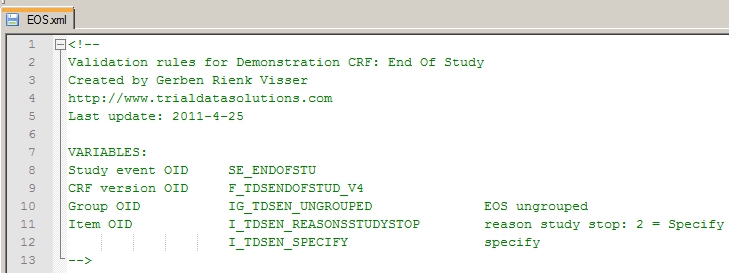 EOS.xml
1 <!--
2 Validation rules for Demonstration CRF: End Of Study
3 Created by Gerben Rienk Visser
4 http://www.trialdatasolutions.com
5 Last update: 2011-4-25
6
7 VARIABLES:
8 Study event OID SE_ENDOFSTU
9 CRF version OID F_TDSENDOFSTUD_V4
10 Group OID IG_TDSEN_UNGROUPED EOS ungrouped
11 Item OID I_TDSEN_REASONSSTUDYSTOP reason study stop: 2 = Specify
12 I_TDSEN_SPECIFY specify
13 -->